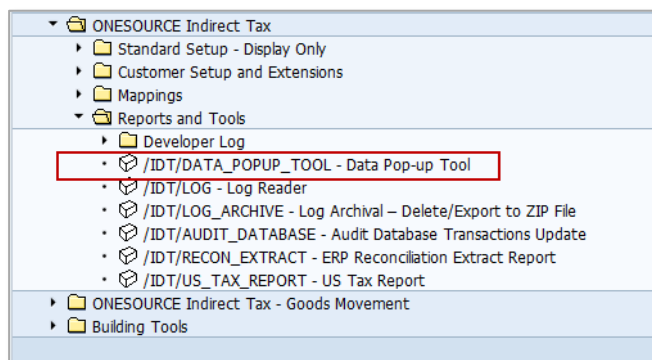 ONESOURCE Indirect Tax
Standard Setup - Display Only
Customer Setup and Extensions
Mappings
Reports and Tools
Developer Log
/IDT/DATA_POPUP_TOOL - Data Pop-up Tool
/IDT/LOG - Log Reader
/IDT/LOG_ARCHIVE - Log Archival – Delete/Export to ZIP File
/IDT/AUDIT_DATABASE - Audit Database Transactions Update
/IDT/RECON_EXTRACT - ERP Reconciliation Extract Report
/IDT/US_TAX_REPORT - US Tax Report
ONESOURCE Indirect Tax - Goods Movement
Building Tools